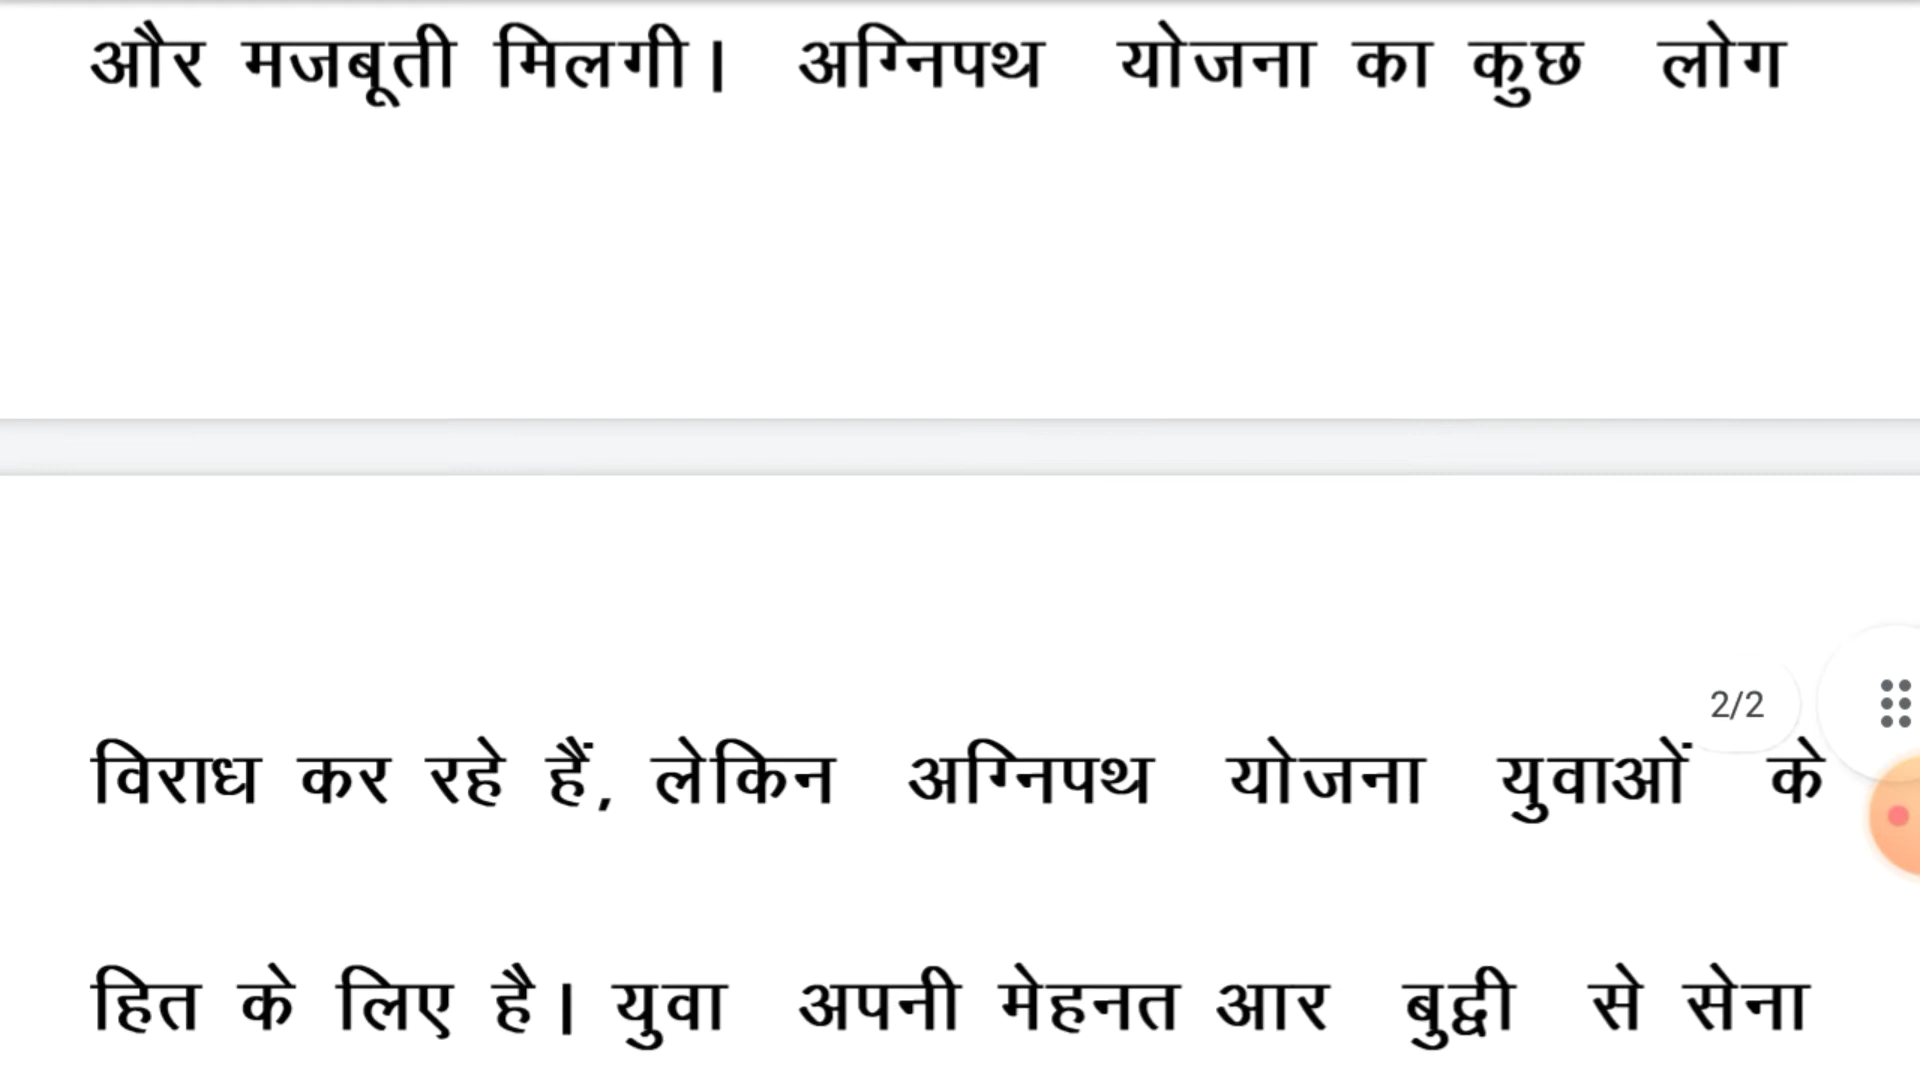 और मजबूती मिलगी। अग्निपथ योजना का कुछ लोग
2/2
विराध कर रहे हैं, लेकिन अग्निपथ योजना युवाओं के
हित के लिए है। युवा अपनी मेहनत आर बुद्वी से सेना